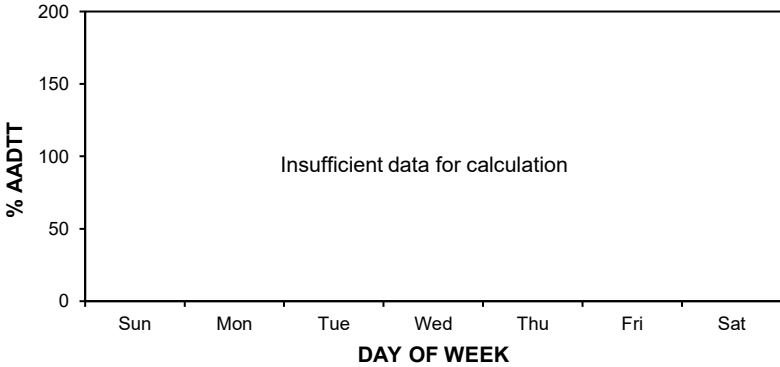 200
150
100
50
0
% AADTT
Insufficient data for calculation
Sun Mon Tue Wed Thu Fri Sat
DAY OF WEEK